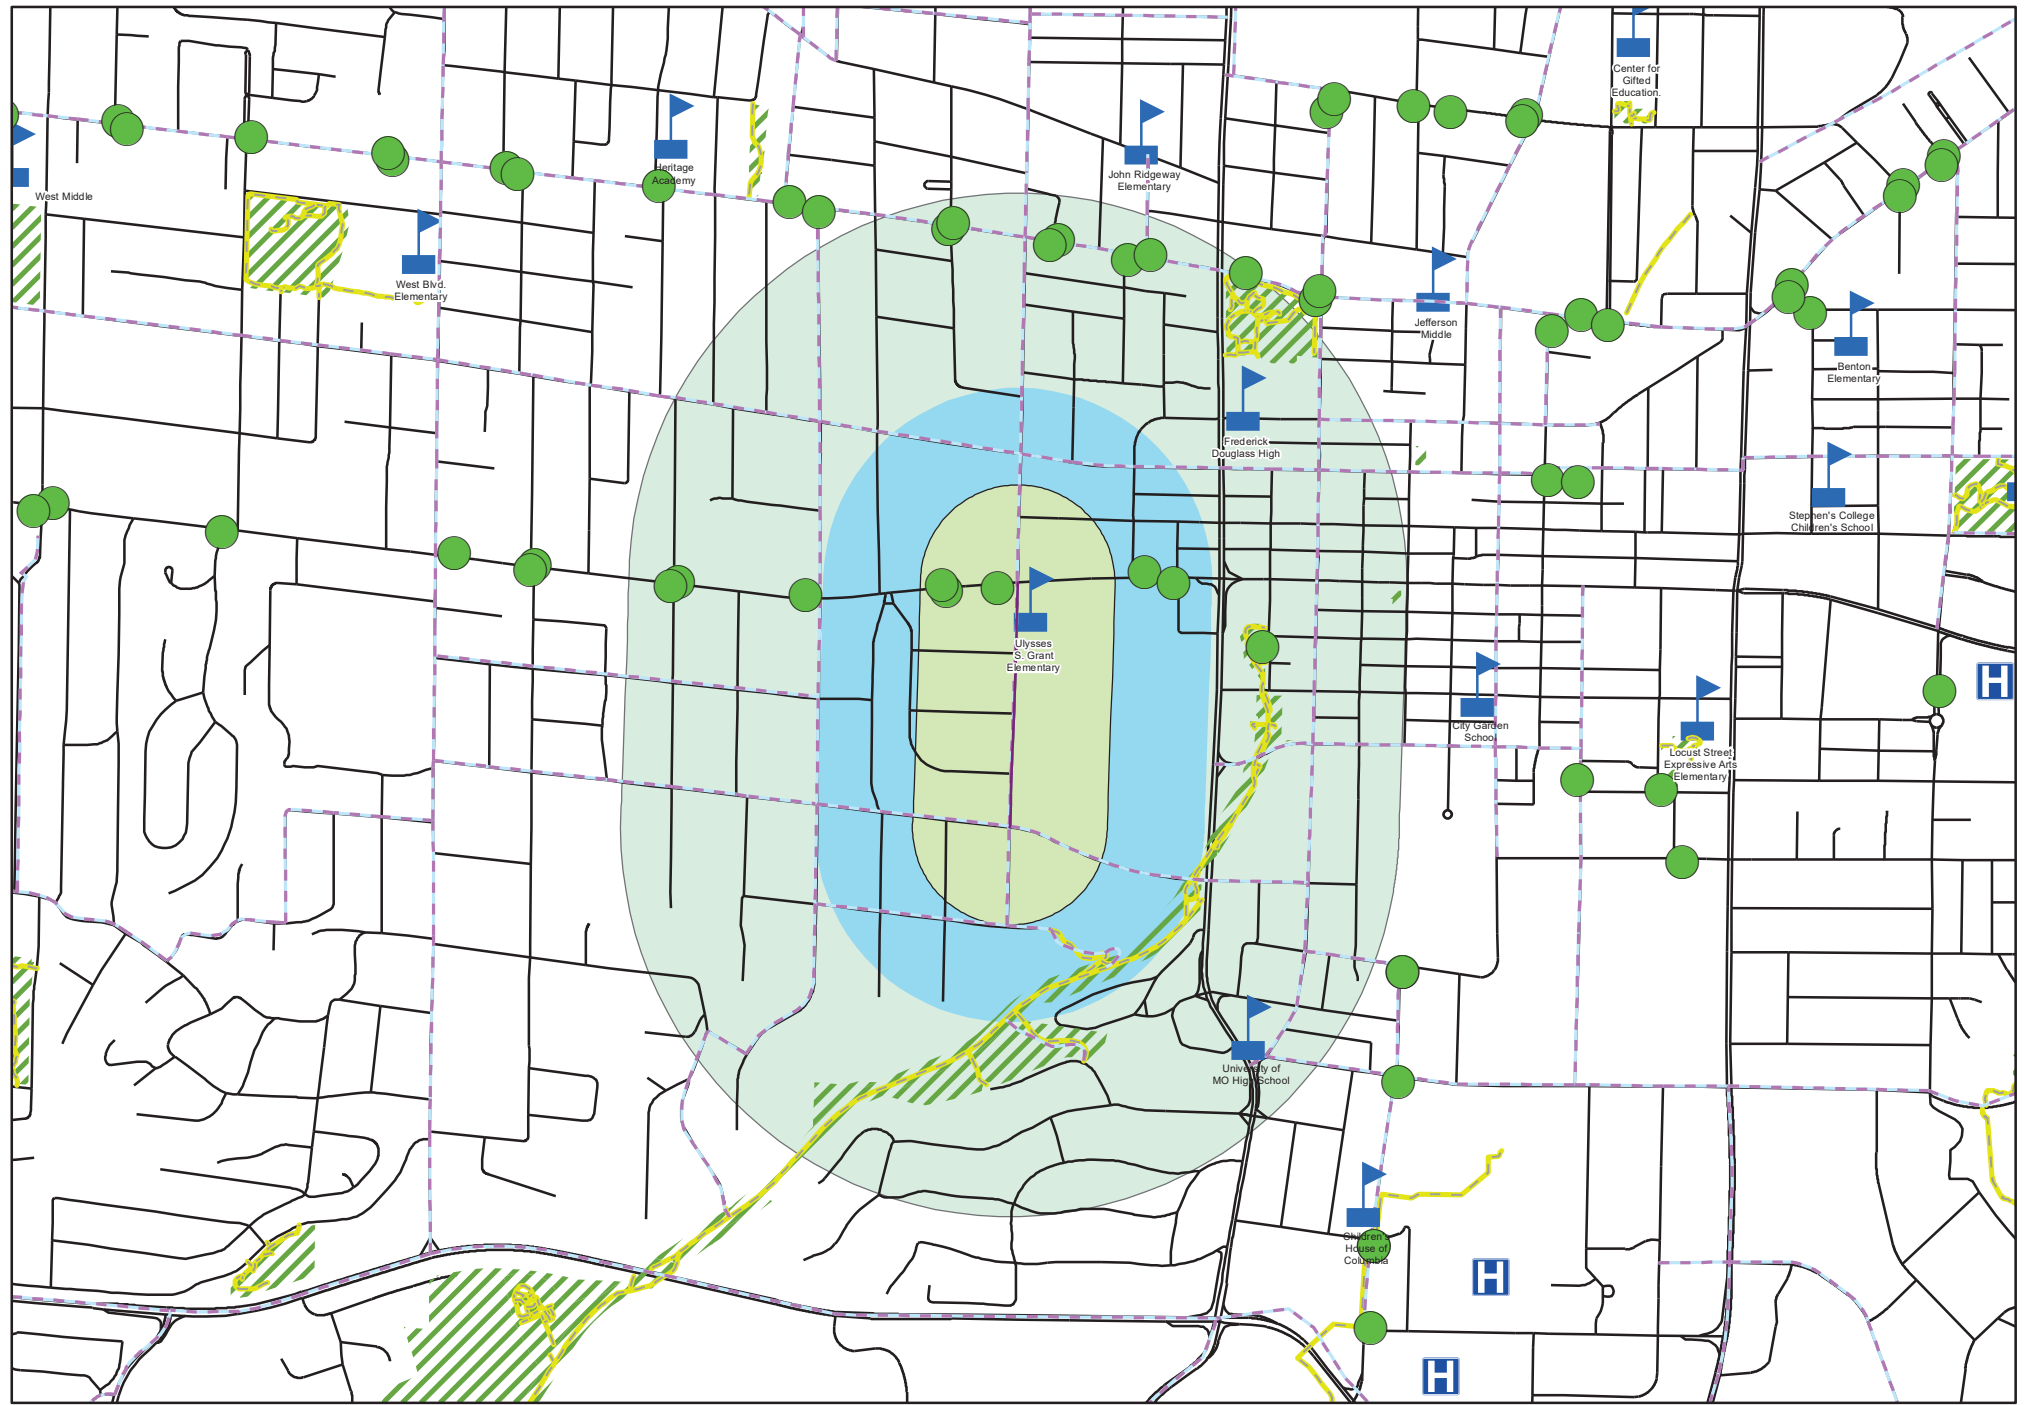 Center for
Gifted
Education.
Heritage
Academy
John Ridgeway
Elementary
West Middle
West Blvd.
Elementary
Jefferson
Middle
Benton
Elementary
Frederick
Douglass High
Stephen's College
Children's School
Ulysses
S. Grant
Elementary
H
City Garden
School
Locust Street
Expressive Arts
Elementary
University of
MO High School
Children's
House of
Columbia
H
H